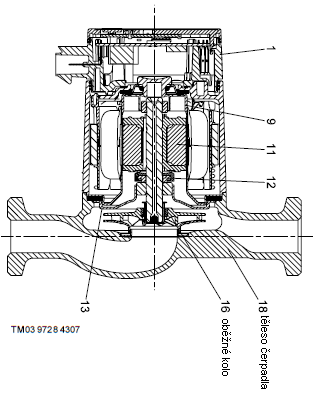 1
9
11
12
13
16 oběžné kolo
18 těleso čerpadla
TM03 9728 4307